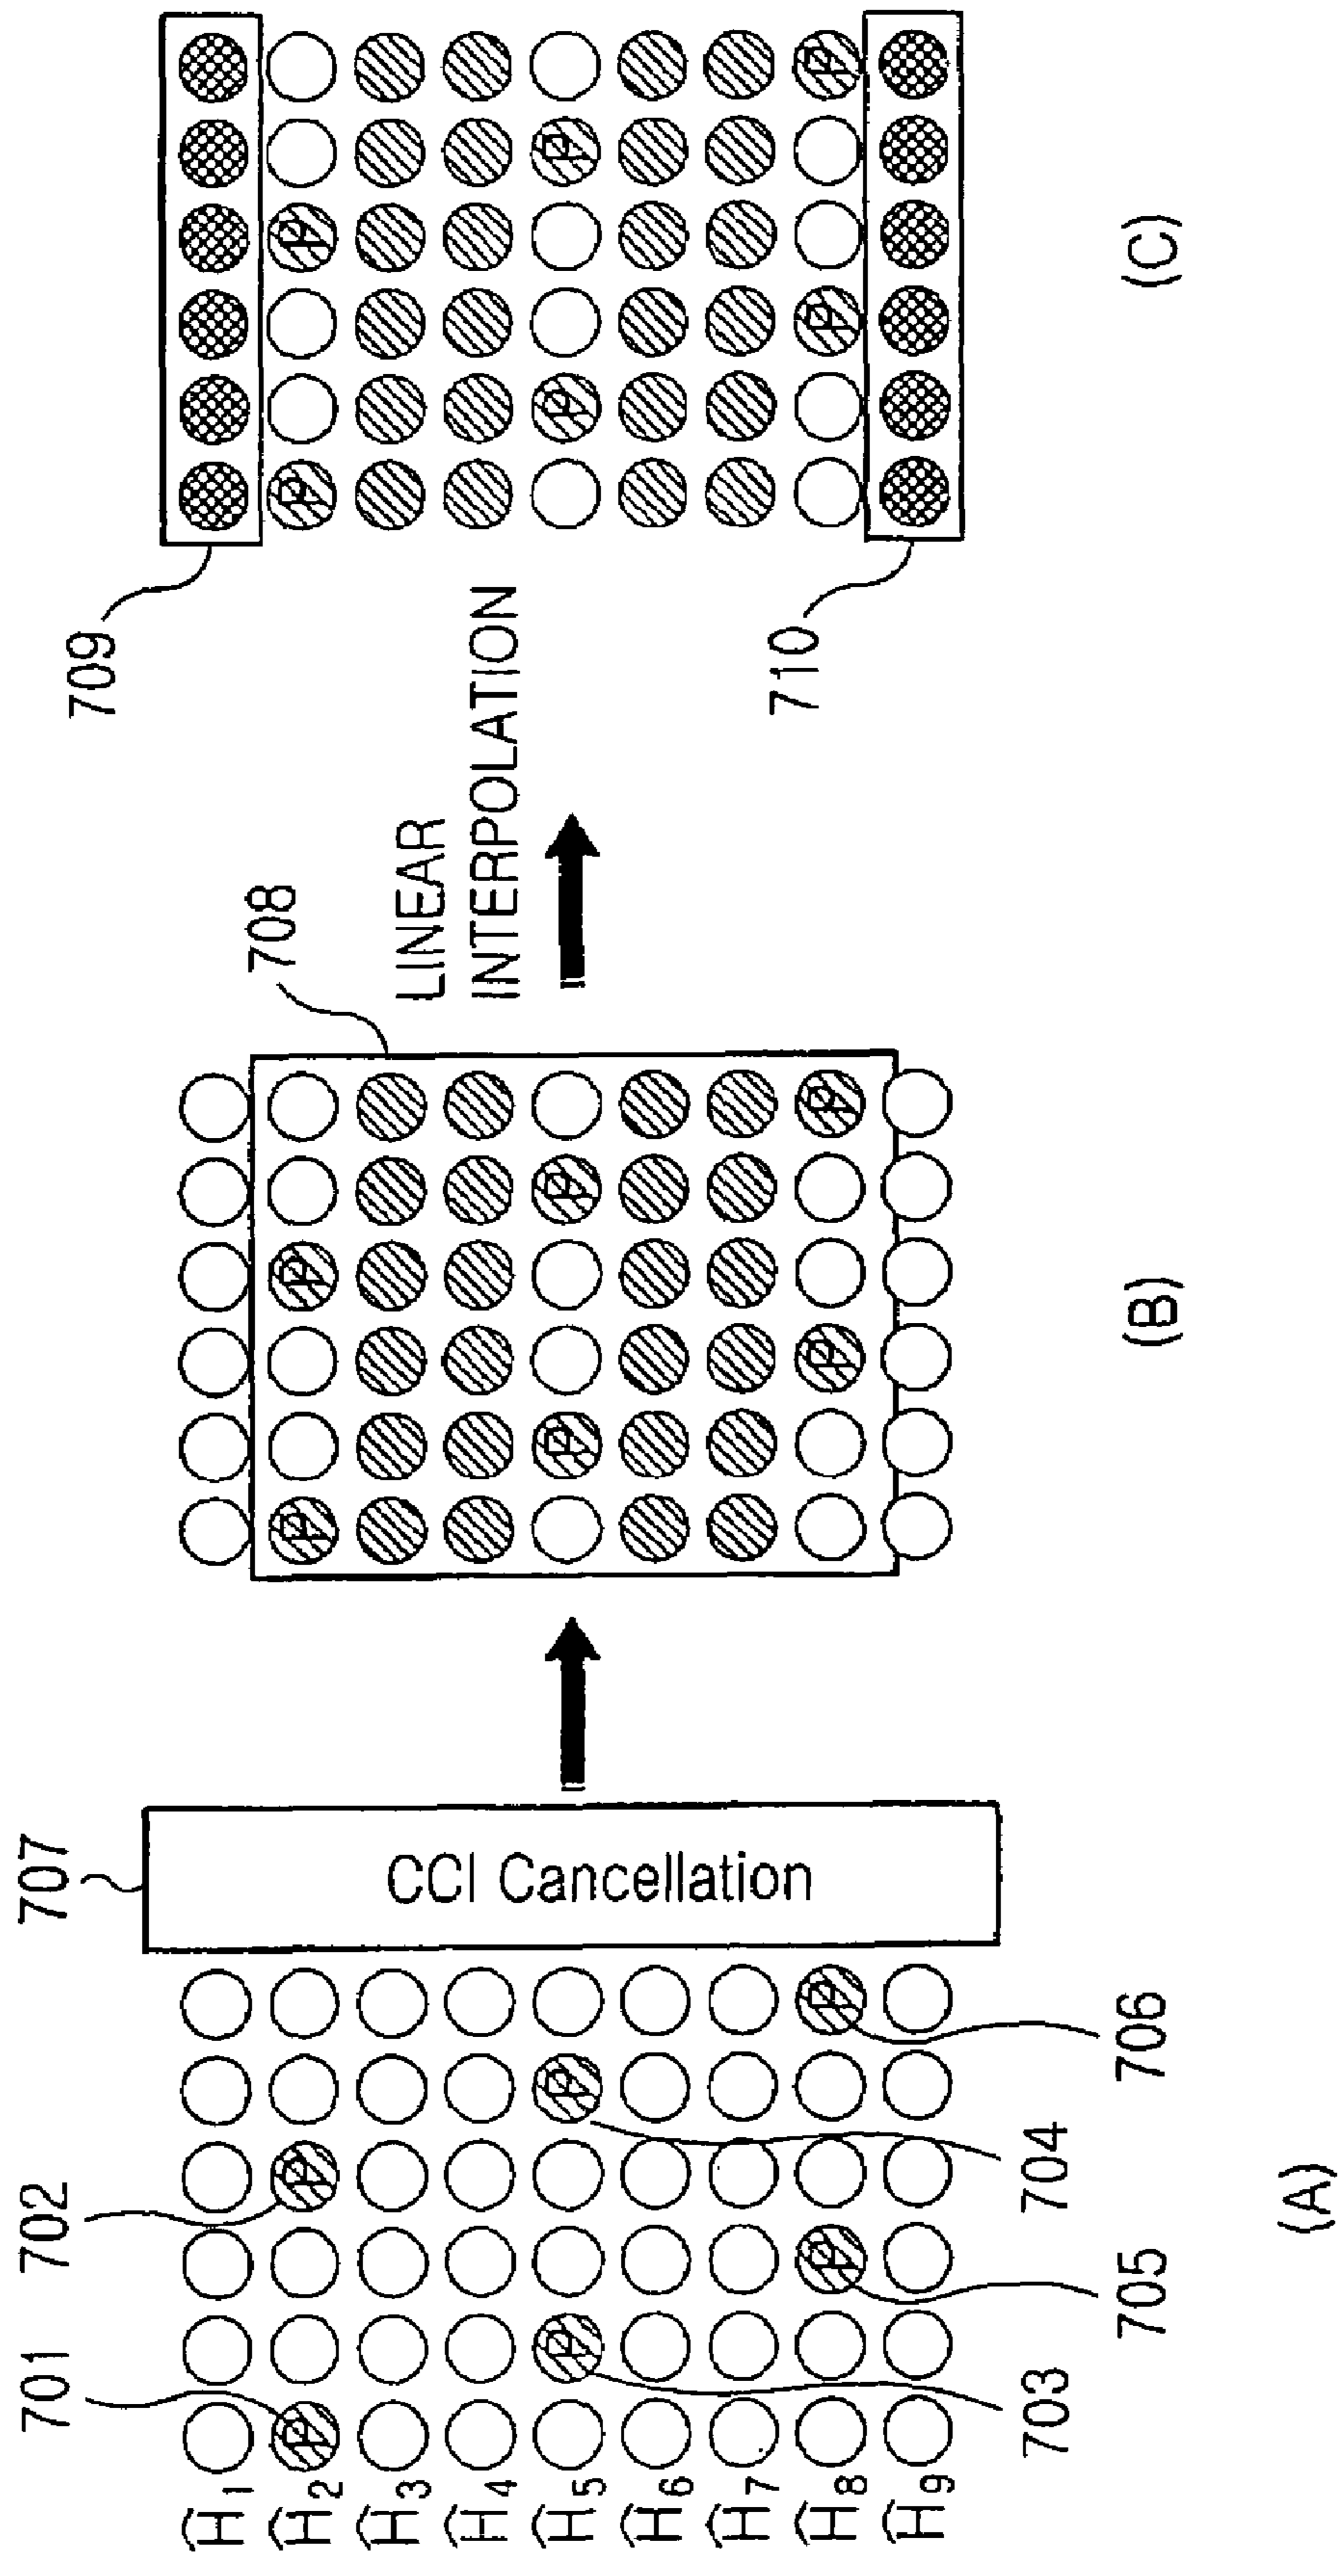 Ĥ1
Ĥ2
Ĥ3
Ĥ4
Ĥ5
Ĥ6
Ĥ7
Ĥ8
Ĥ9
701
702
P
P
P
P
P
P
703
704
705
706
(A)
707
CCI Cancellation
708
P
P
P
P
P
P
(B)
LINEAR
INTERPOLATION
709
P
P
P
P
P
P
710
(C)